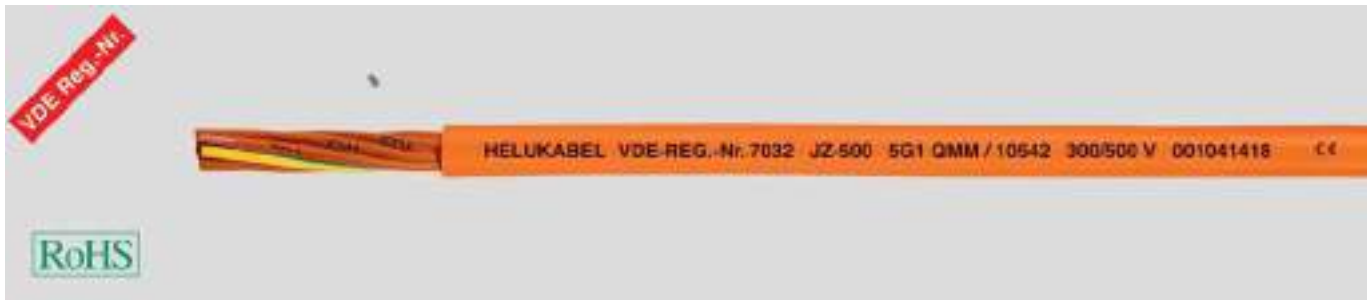 VDE Reg.-Nr.
HELUKABEL VDE-REG.-Nr. 7032 JZ-500 5G1 QMM / 10542 300/500 V 001041418 CE
RoHS